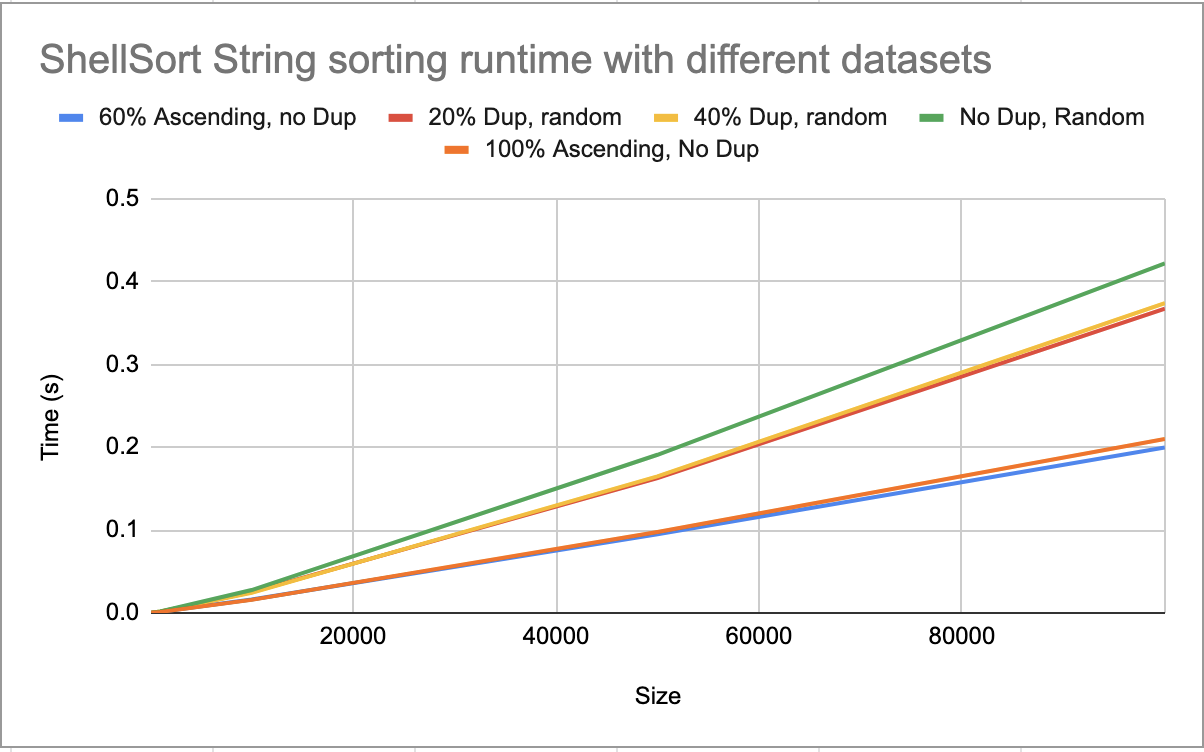 ShellSort String sorting runtime with different datasets
60% Ascending, no Dup 20% Dup, random 40% Dup, random No Dup, Random
100% Ascending, No Dup
0.5
0.4
0.3
0.2
0.1
0.0
Time (s)
20000 40000 60000 80000
Size